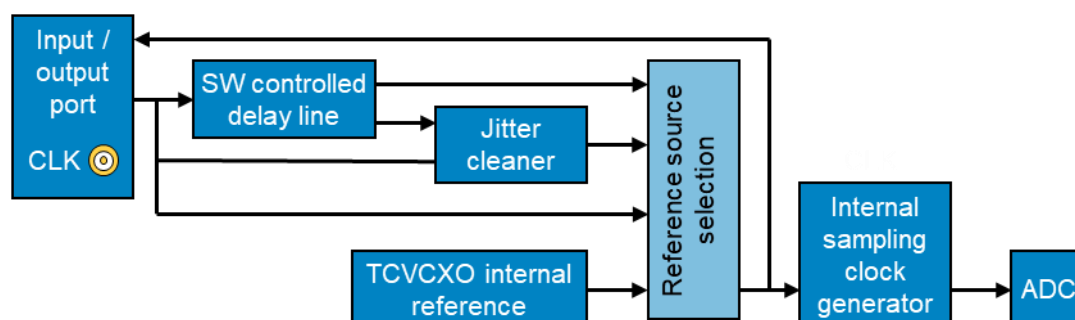 Input /
output
port
CLK
SW controlled
delay line
Jitter
cleaner
TCVCXO internal
reference
Reference source
selection
Internal
sampling
clock
generator
ADC